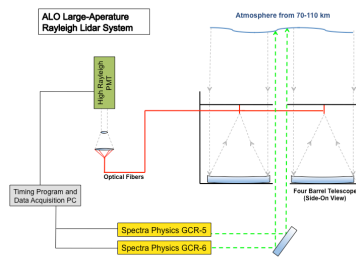 ALO Large-Aperature
Rayleigh Lidar System
Atmosphere from 70-110 km
High Rayleigh
PMT
Optical Fibers
Four Barrel Telescope
(Side-On View)
Timing Program and
Data Acquisition PC
Spectra Physics GCR-5
Spectra Physics GCR-6